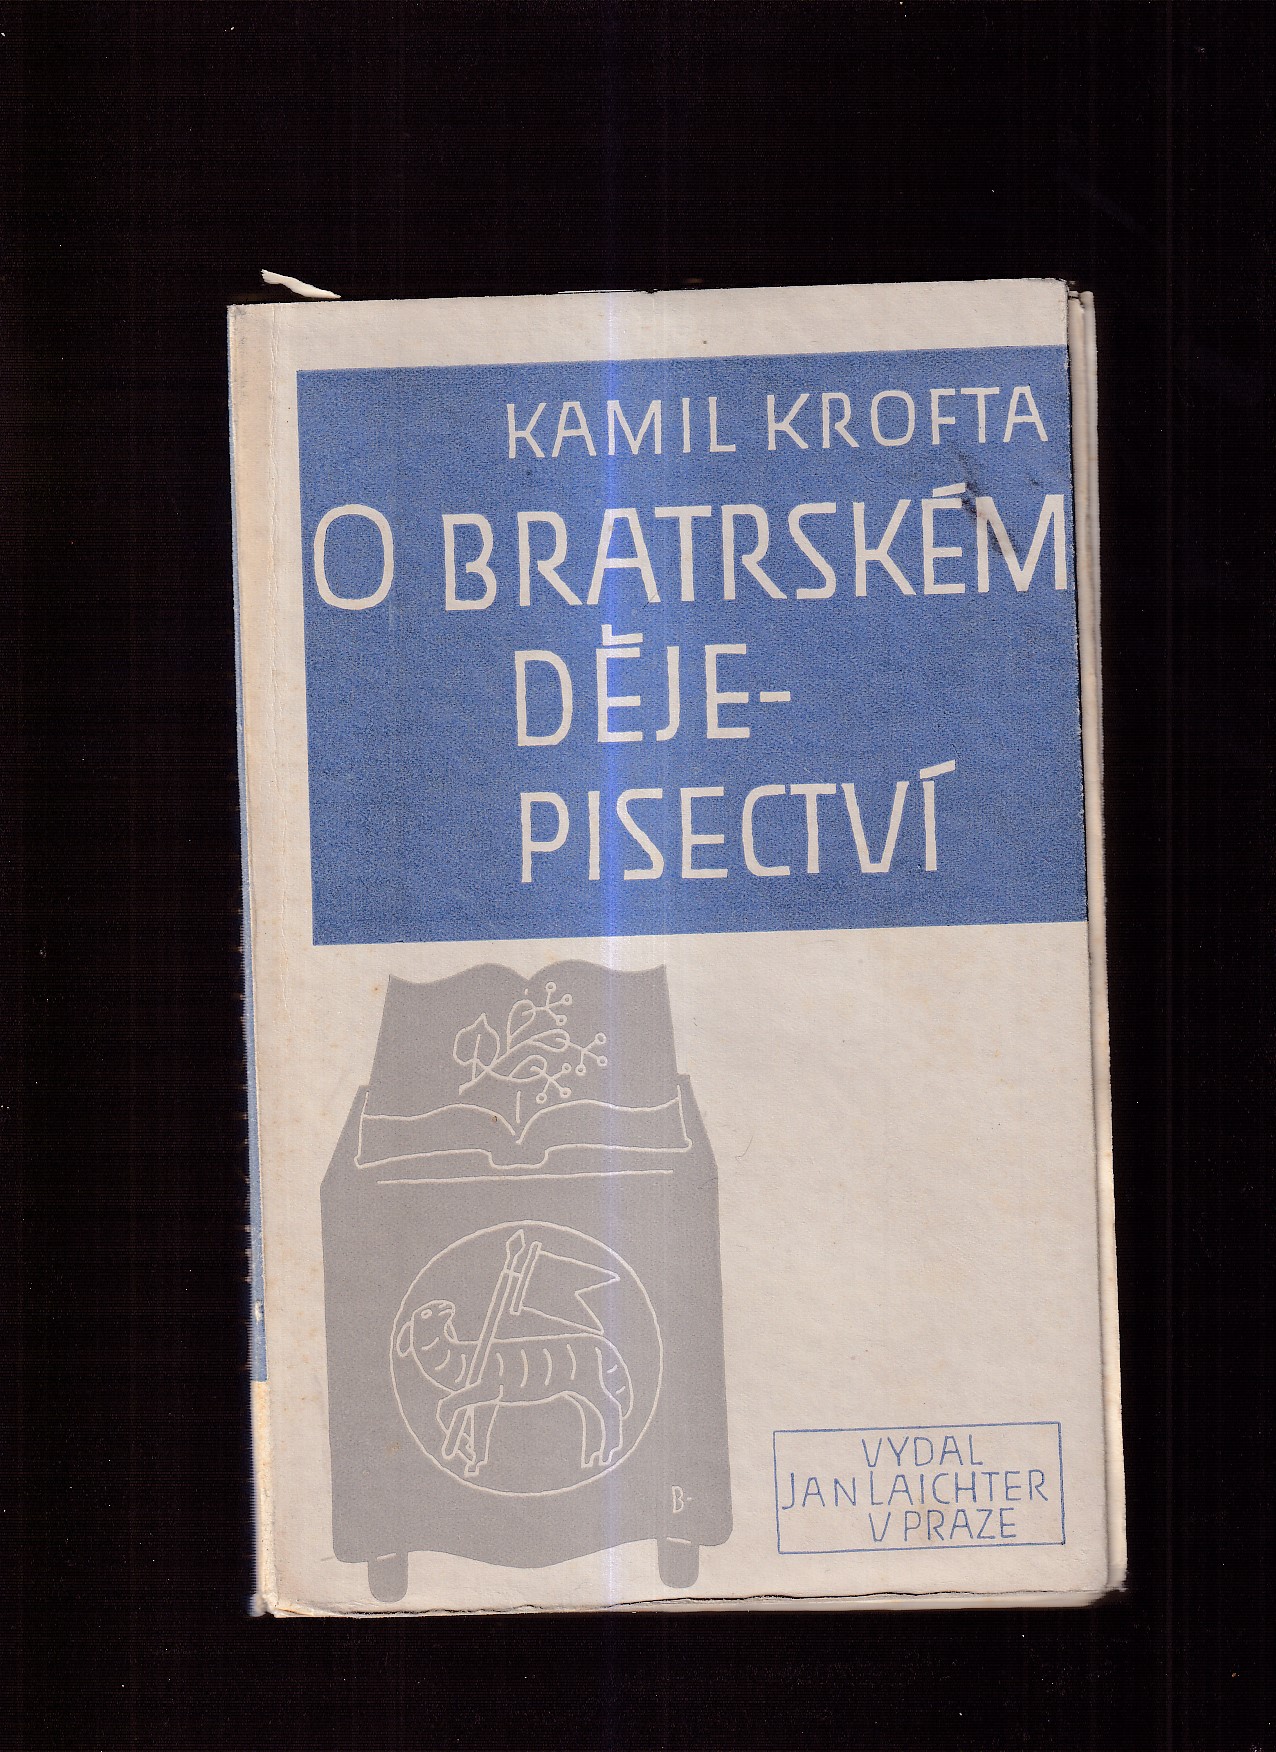 KAMIL KROFTA
O BRATRSKÉM
DĚJE-
PISECTVÍ
B-
VYDAL
JAN LAICHTER
V PRAZE